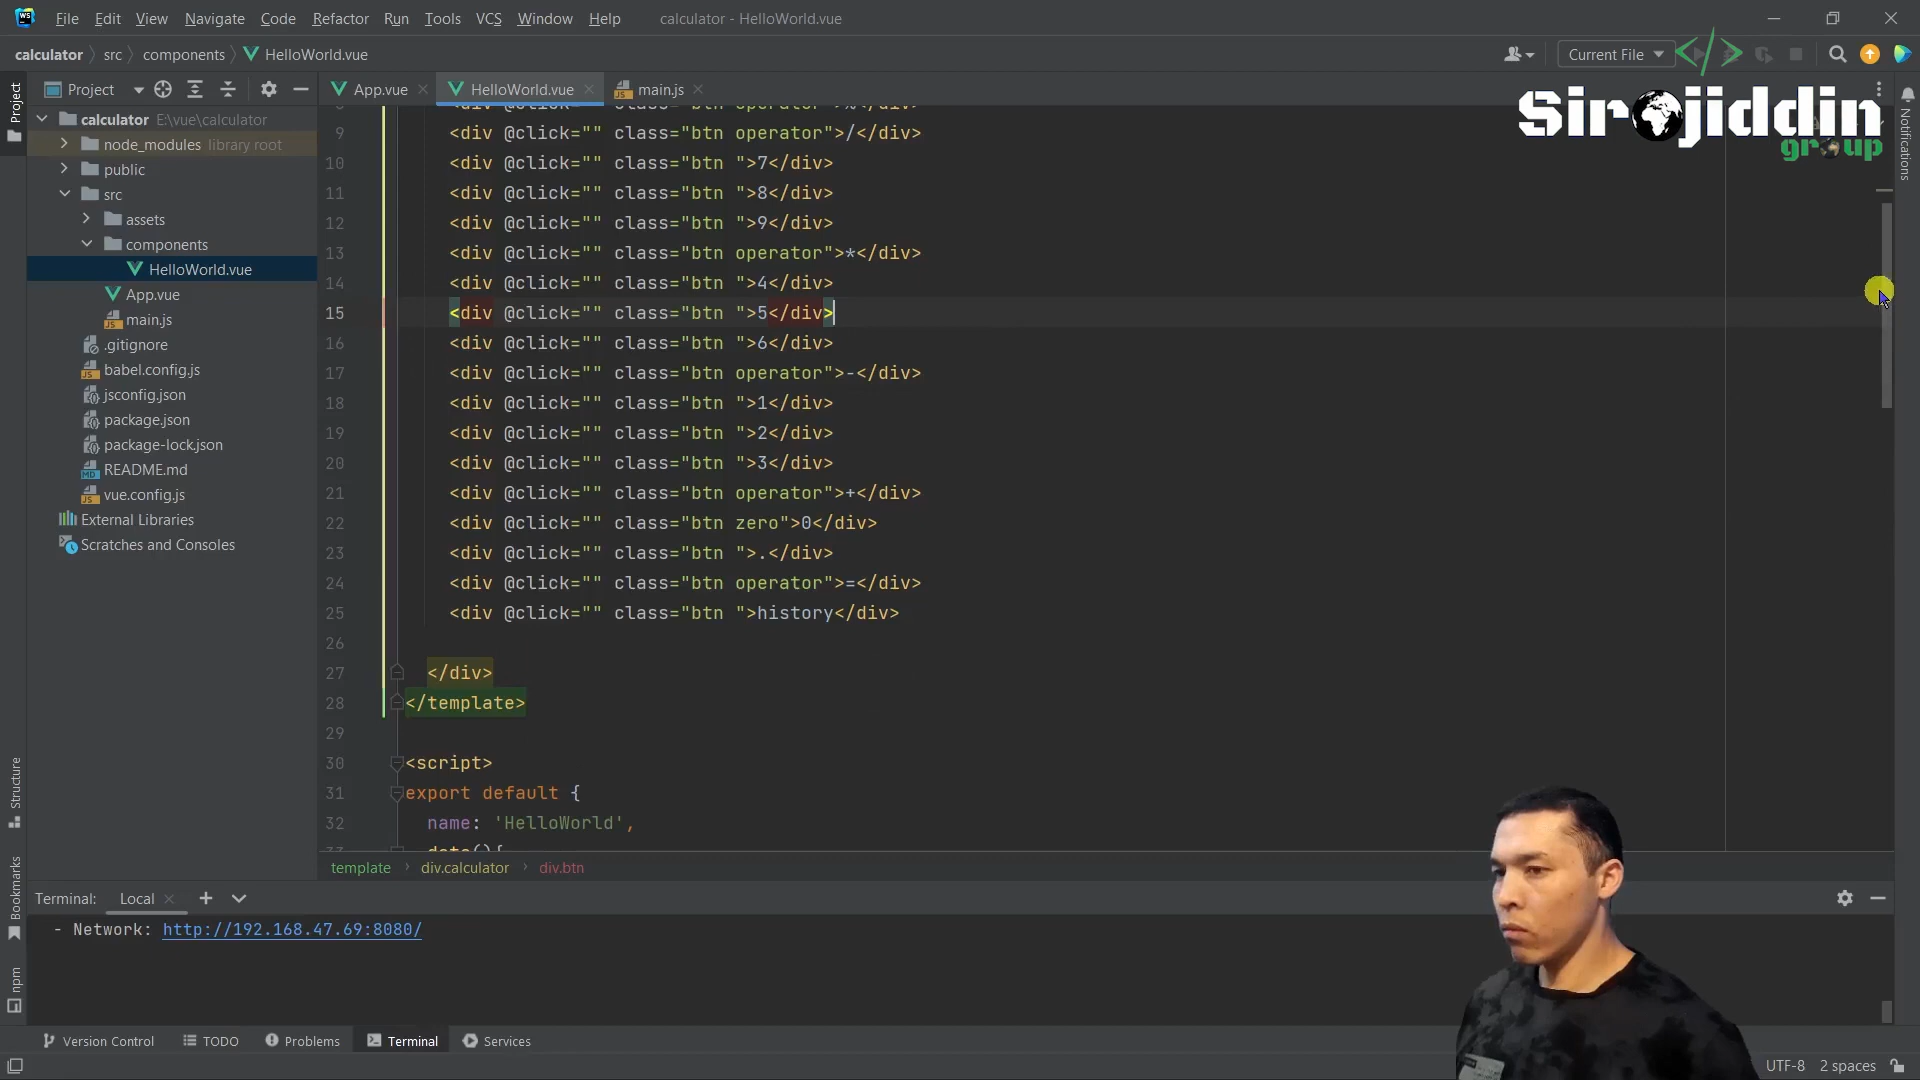 File Edit View Navigate Code Refactor Run Tools VCS Window Help calculator - HelloWorld.vue
calculator src components HelloWorld.vue Current File
Project App.vue HelloWorld.vue main.js
Sirojiddin
group
calculator E:\vue\calculator
node_modules library root
public
src
assets
components
HelloWorld.vue
App.vue
main.js
.gitignore
babel.config.js
jsconfig.json
package.json
package-lock.json
README.md
vue.config.js
External Libraries
Scratches and Consoles
Project
Structure
Bookmarks
npm
Notifications
9 <div @click="" class="btn operator">/</div>
10 <div @click="" class="btn ">7</div>
11 <div @click="" class="btn ">8</div>
12 <div @click="" class="btn ">9</div>
13 <div @click="" class="btn operator">*</div>
14 <div @click="" class="btn ">4</div>
15 <div @click="" class="btn ">5</div>
16 <div @click="" class="btn ">6</div>
17 <div @click="" class="btn operator">-</div>
18 <div @click="" class="btn ">1</div>
19 <div @click="" class="btn ">2</div>
20 <div @click="" class="btn ">3</div>
21 <div @click="" class="btn operator">+</div>
22 <div @click="" class="btn zero">0</div>
23 <div @click="" class="btn ">.</div>
24 <div @click="" class="btn operator">=</div>
25 <div @click="" class="btn ">history</div>
26
27 </div>
28 </template>
29
30 <script>
31 export default {
32 name: 'HelloWorld',
template div.calculator div.btn
Terminal: Local
- Network: http://192.168.47.69:8080/
Version Control TODO Problems Terminal Services
UTF-8 2 spaces